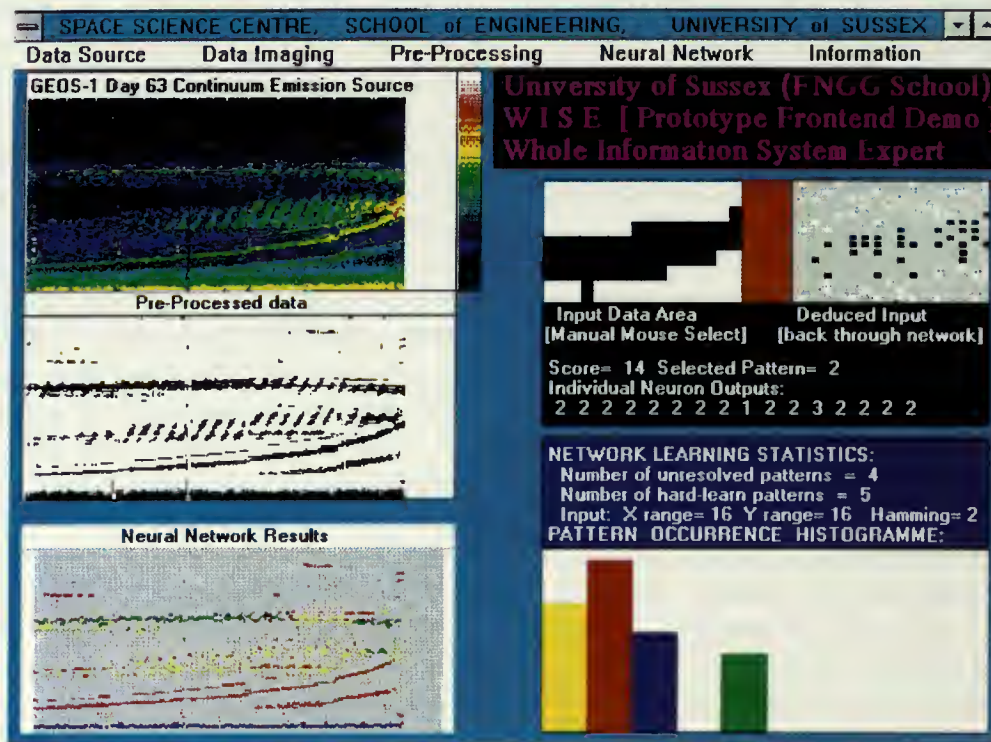 SPACE SCIENCE CENTRE, SCHOOL of ENGINEERING, UNIVERSITY of SUSSEX
Data Source Data Imaging Pre-Processing Neural Network Information
GEOS-1 Day 63 Continuum Emission Source
University of Sussex (ENGG School)
W I S E [ Prototype Frontend Demo ]
Whole Information System Expert
Pre-Processed data
Input Data Area
[Manual Mouse Select]
Deduced Input
[back through network]
Score= 14 Selected Pattern= 2
Individual Neuron Outputs:
2 2 2 2 2 2 2 2 1 2 2 3 2 2 2 2
NETWORK LEARNING STATISTICS:
Number of unresolved patterns = 4
Number of hard-learn patterns = 5
Input: X range= 16 Y range= 16 Hamming= 2
PATTERN OCCURRENCE HISTOGRAMME:
Neural Network Results